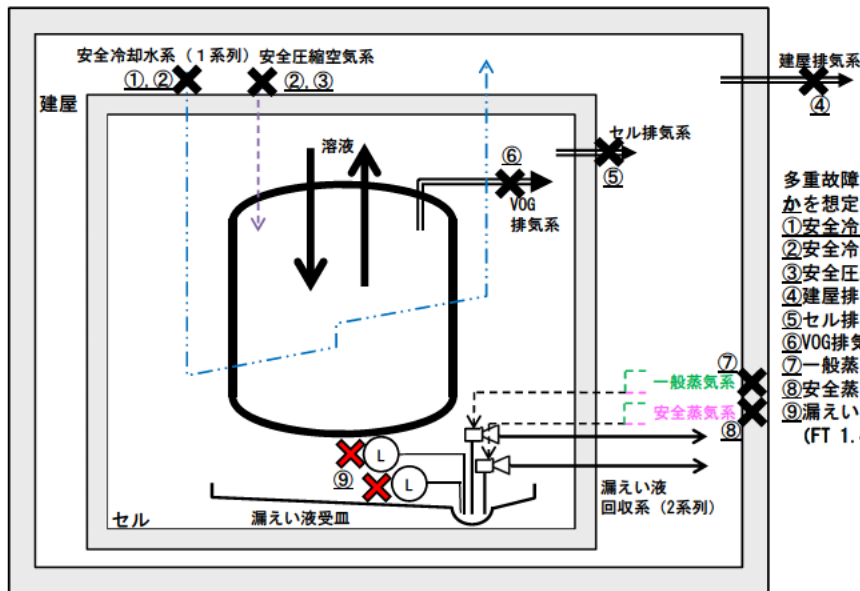 安全冷却水系（１系列）
①,②
安全圧縮空気系
②,③
建屋排気系
④
建屋
セル排気系
⑤
溶液
⑥
VOG
排気系
多重故障
かを想定
①安全冷
②安全冷
③安全圧
④建屋排
⑤セル排
⑥VOG排気
⑦一般蒸
⑧安全蒸
⑨漏えい
(FT 1.
⑦
一般蒸気系
安全蒸気系
⑧
L
L
⑨
漏えい液
回収系（2系列）
セル
漏えい液受皿